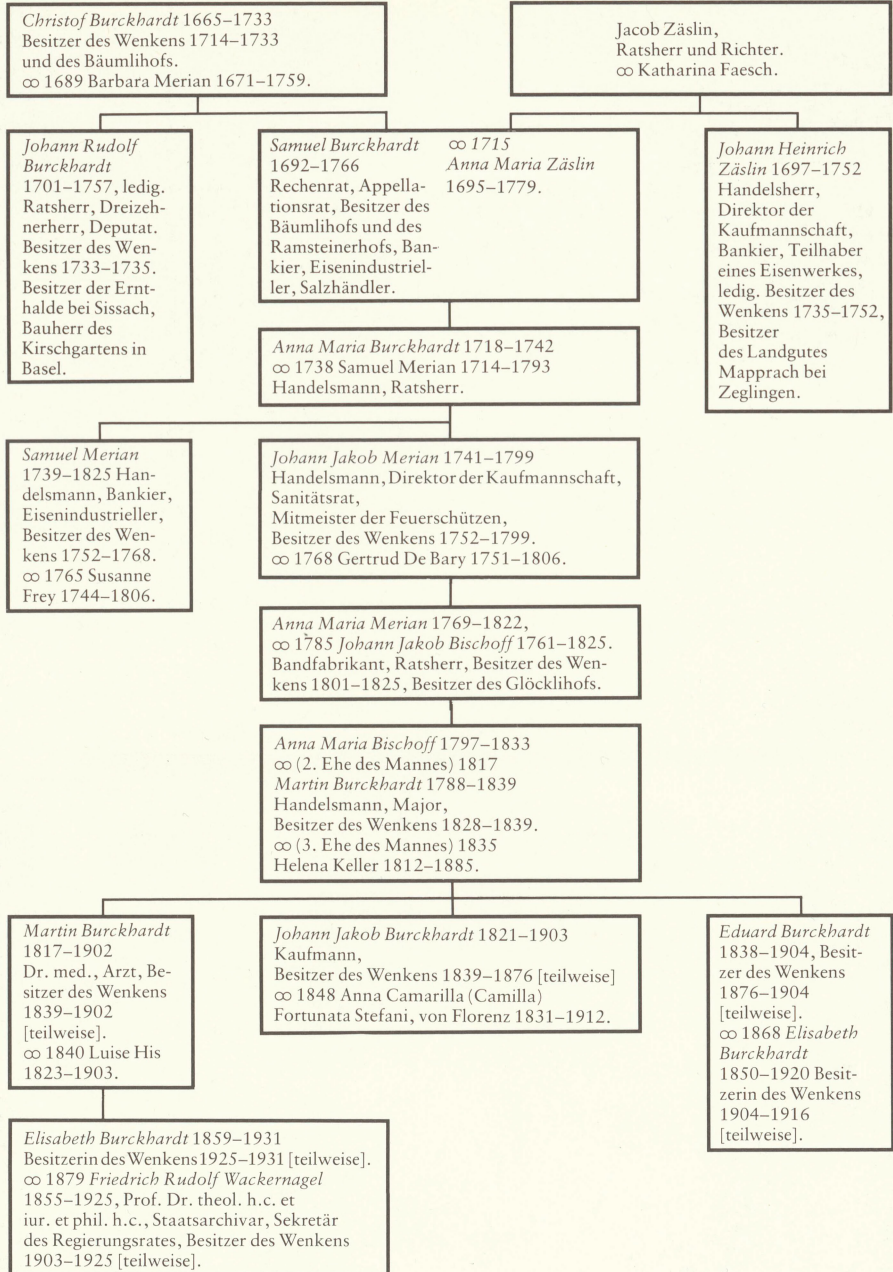 Christof Burckhardt 1665–1733
Besitzer des Wenkens 1714–1733
und des Bäumlihofs.
∞ 1689 Barbara Merian 1671–1759.
Jacob Zäslin,
Ratsherr und Richter.
∞ Katharina Faesch.
Johann Rudolf
Burckhardt
1701–1757, ledig.
Ratsherr, Dreizeh-
nerherr, Deputat.
Besitzer des Wen-
kens 1733–1735.
Besitzer der Ernt-
halde bei Sissach,
Bauherr des
Kirschgartens in
Basel.
Samuel Burckhardt
1692–1766
Rechenrat, Appella-
tionsrat, Besitzer des
Bäumlihofs und des
Ramsteinerhofs, Ban-
kier, Eisenindustriel-
ler, Salzhändler.
∞ 1715
Anna Maria Zäslin
1695–1779.
Johann Heinrich
Zäslin 1697–1752
Handelsherr,
Direktor der
Kaufmannschaft,
Bankier, Teilhaber
eines Eisenwerkes,
ledig. Besitzer des
Wenkens 1735–1752,
Besitzer
des Landgutes
Mapprach bei
Zeglingen.
Anna Maria Burckhardt 1718–1742
∞ 1738 Samuel Merian 1714–1793
Handelsmann, Ratsherr.
Samuel Merian
1739–1825 Han-
delsmann, Bankier,
Eisenindustrieller,
Besitzer des Wen-
kens 1752–1768.
∞ 1765 Susanne
Frey 1744–1806.
Johann Jakob Merian 1741–1799
Handelsmann, Direktor der Kaufmannschaft,
Sanitätsrat,
Mitmeister der Feuerschützen,
Besitzer des Wenkens 1752–1799.
∞ 1768 Gertrud De Bary 1751–1806.
Anna Maria Merian 1769–1822,
∞ 1785 Johann Jakob Bischoff 1761–1825.
Bandfabrikant, Ratsherr, Besitzer des Wen-
kens 1801–1825, Besitzer des Glöcklihofs.
Anna Maria Bischoff 1797–1833
∞ (2. Ehe des Mannes) 1817
Martin Burckhardt 1788–1839
Handelsmann, Major,
Besitzer des Wenkens 1828–1839.
∞ (3. Ehe des Mannes) 1835
Helena Keller 1812–1885.
Martin Burckhardt
1817–1902
Dr. med., Arzt, Be-
sitzer des Wenkens
1839–1902
[teilweise].
∞ 1840 Luise His
1823–1903.
Johann Jakob Burckhardt 1821–1903
Kaufmann,
Besitzer des Wenkens 1839–1876 [teilweise]
∞ 1848 Anna Camarilla (Camilla)
Fortunata Stefani, von Florenz 1831–1912.
Eduard Burckhardt
1838–1904, Besit-
zer des Wenkens
1876–1904
[teilweise].
∞ 1868 Elisabeth
Burckhardt
1850–1920 Besit-
zerin des Wenkens
1904–1916
[teilweise].
Elisabeth Burckhardt 1859–1931
Besitzerin des Wenkens 1925–1931 [teilweise].
∞ 1879 Friedrich Rudolf Wackernagel
1855–1925, Prof. Dr. theol. h.c. et
iur. et phil. h.c., Staatsarchivar, Sekretär
des Regierungsrates, Besitzer des Wenkens
1903–1925 [teilweise].